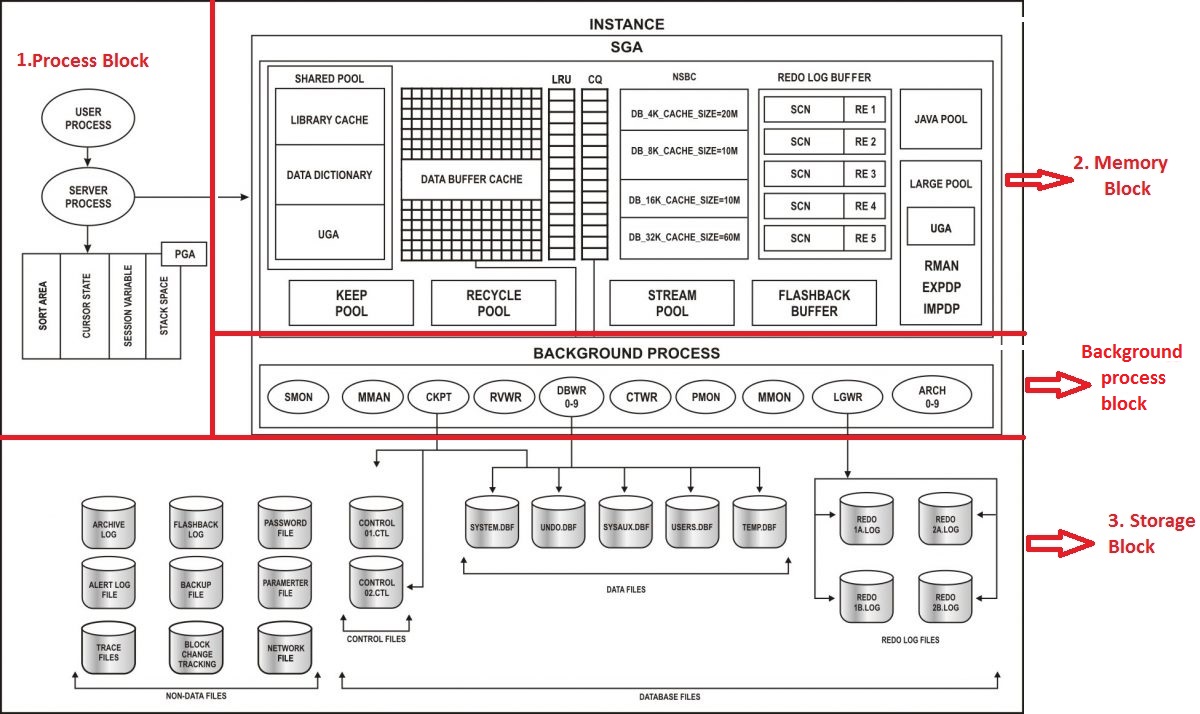 INSTANCE
SGA
1.Process Block
USER
PROCESS
SERVER
PROCESS
PGA
SORT AREA
CURSOR STATE
SESSION VARIABLE
STACK SPACE
SHARED POOL
LIBRARY CACHE
DATA DICTIONARY
UGA
DATA BUFFER CACHE
LRU
CQ
NSBC
DB_4K_CACHE_SIZE=20M
DB_8K_CACHE_SIZE=10M
DB_16K_CACHE_SIZE=10M
DB_32K_CACHE_SIZE=60M
REDO LOG BUFFER
SCN RE 1
SCN RE 2
SCN RE 3
SCN RE 4
SCN RE 5
JAVA POOL
LARGE POOL
UGA
RMAN
EXPDP
IMPDP
KEEP
POOL
RECYCLE
POOL
STREAM
POOL
FLASHBACK
BUFFER
2. Memory
Block
BACKGROUND PROCESS
SMON
MMAN
CKPT
RVWR
DBWR
0-9
CTWR
PMON
MMON
LGWR
ARCH
0-9
Background
process
block
ARCHIVE
LOG
FLASHBACK
LOG
PASSWORD
FILE
ALERT LOG
FILE
BACKUP
FILE
PARAMERTER
FILE
TRACE
FILES
BLOCK
CHANGE
TRACKING
NETWORK
FILE
NON-DATA FILES
CONTROL
01.CTL
CONTROL
02.CTL
CONTROL FILES
SYSTEM.DBF
UNDO.DBF
SYSAUX.DBF
USERS.DBF
TEMP.DBF
DATA FILES
REDO
1A.LOG
REDO
2A.LOG
REDO
1B.LOG
REDO
2B.LOG
REDO LOG FILES
DATABASE FILES
3. Storage
Block